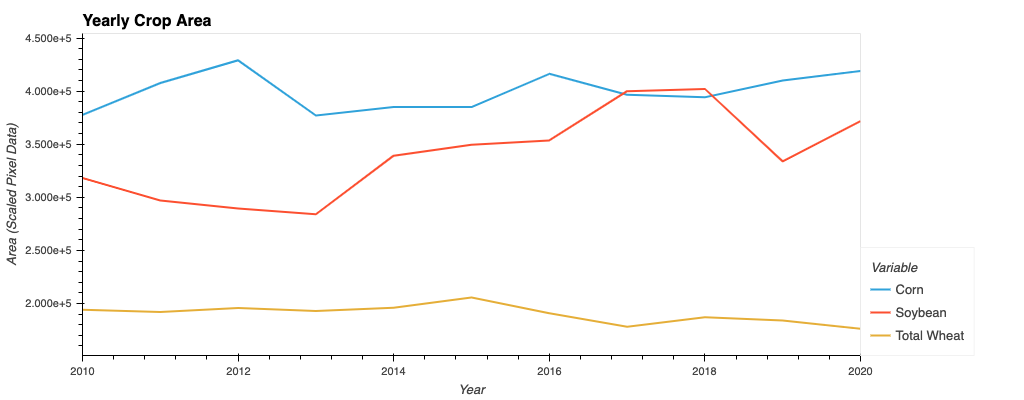 Yearly Crop Area
4.500e+5
4.000e+5
3.500e+5
3.000e+5
2.500e+5
2.000e+5
Area (Scaled Pixel Data)
2010 2012 2014 2016 2018 2020
Year
Variable
Corn
Soybean
Total Wheat